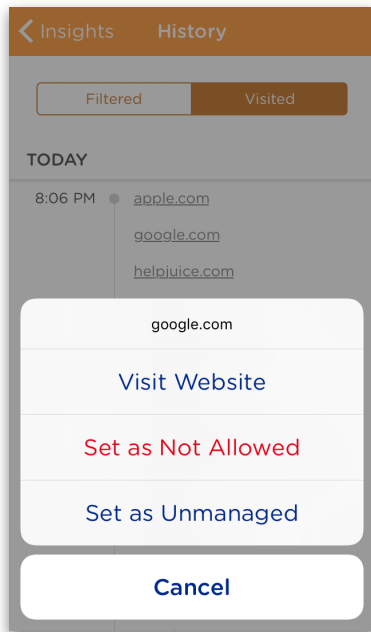 Insights History
Filtered Visited
TODAY
8:06 PM apple.com
google.com
helpjuice.com
google.com
Visit Website
Set as Not Allowed
Set as Unmanaged
Cancel